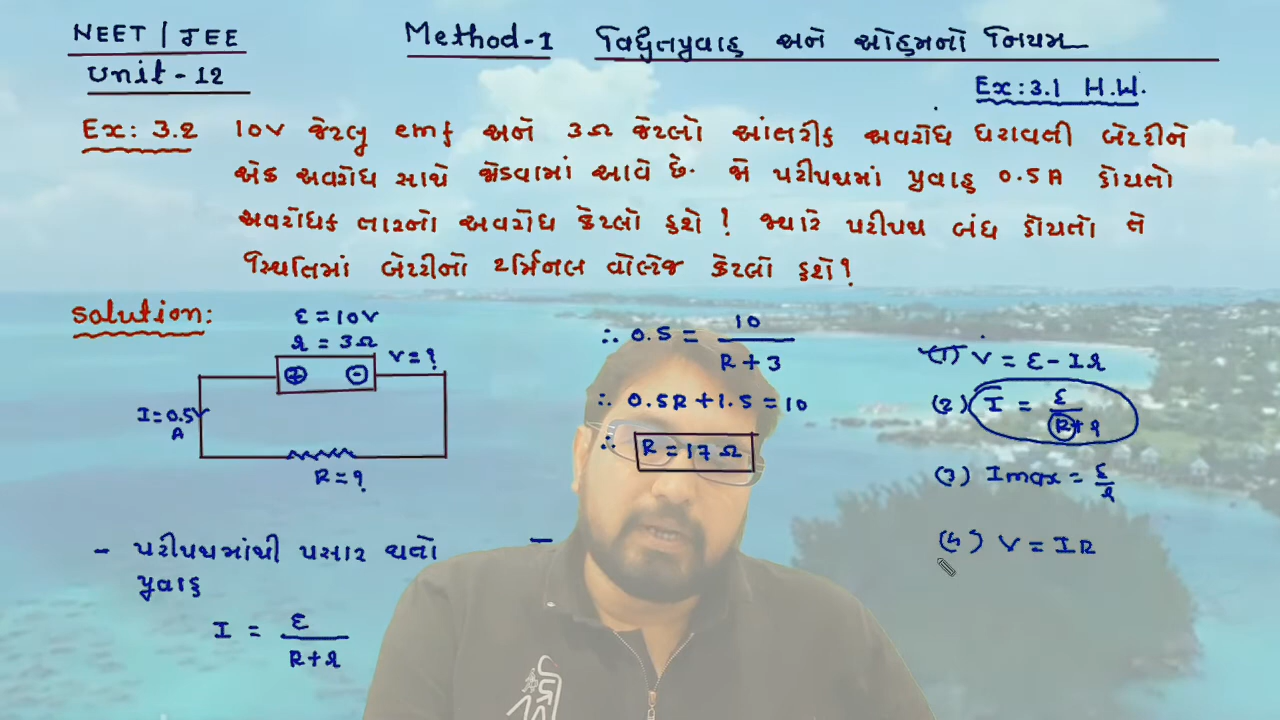 NEET | JEE
Method-1 વિદ્યુતપ્રવાહ અને ઓહમનો નિયમ
Unit-12
Ex:3.1 H.W.
Ex: 3.2 10V જેટલુ emf અને 3Ω જેટલો આંતરીક અવરોધ ધરાવતી બેટરીને
એક અવરોધ સાથે જોડવામાં આવે છે. જો પરીપથમાં પ્રવાહ 0.5A હોયતો
અવરોધક તારનો અવરોધ કેટલો હશે? જ્યારે પરીપથ બંધ હોયતો તે
સ્થિતિમાં બેટરીનો ટર્મિનલ વોલ્ટેજ કેટલો હશે?
Solution:
ε = 10V
r = 3Ω
V = ?
+ -
I = 0.5
A
R = ?
- પરીપથમાંથી પસાર થતો
પ્રવાહ
I = ε / R+r
∴ 0.5 = 10 / R + 3
∴ 0.5R + 1.5 = 10
∴ R = 17 Ω
-
(1) V = ε - Ir
(2) I = ε / R+r
(3) Imax = ε / r
(4) V = IR